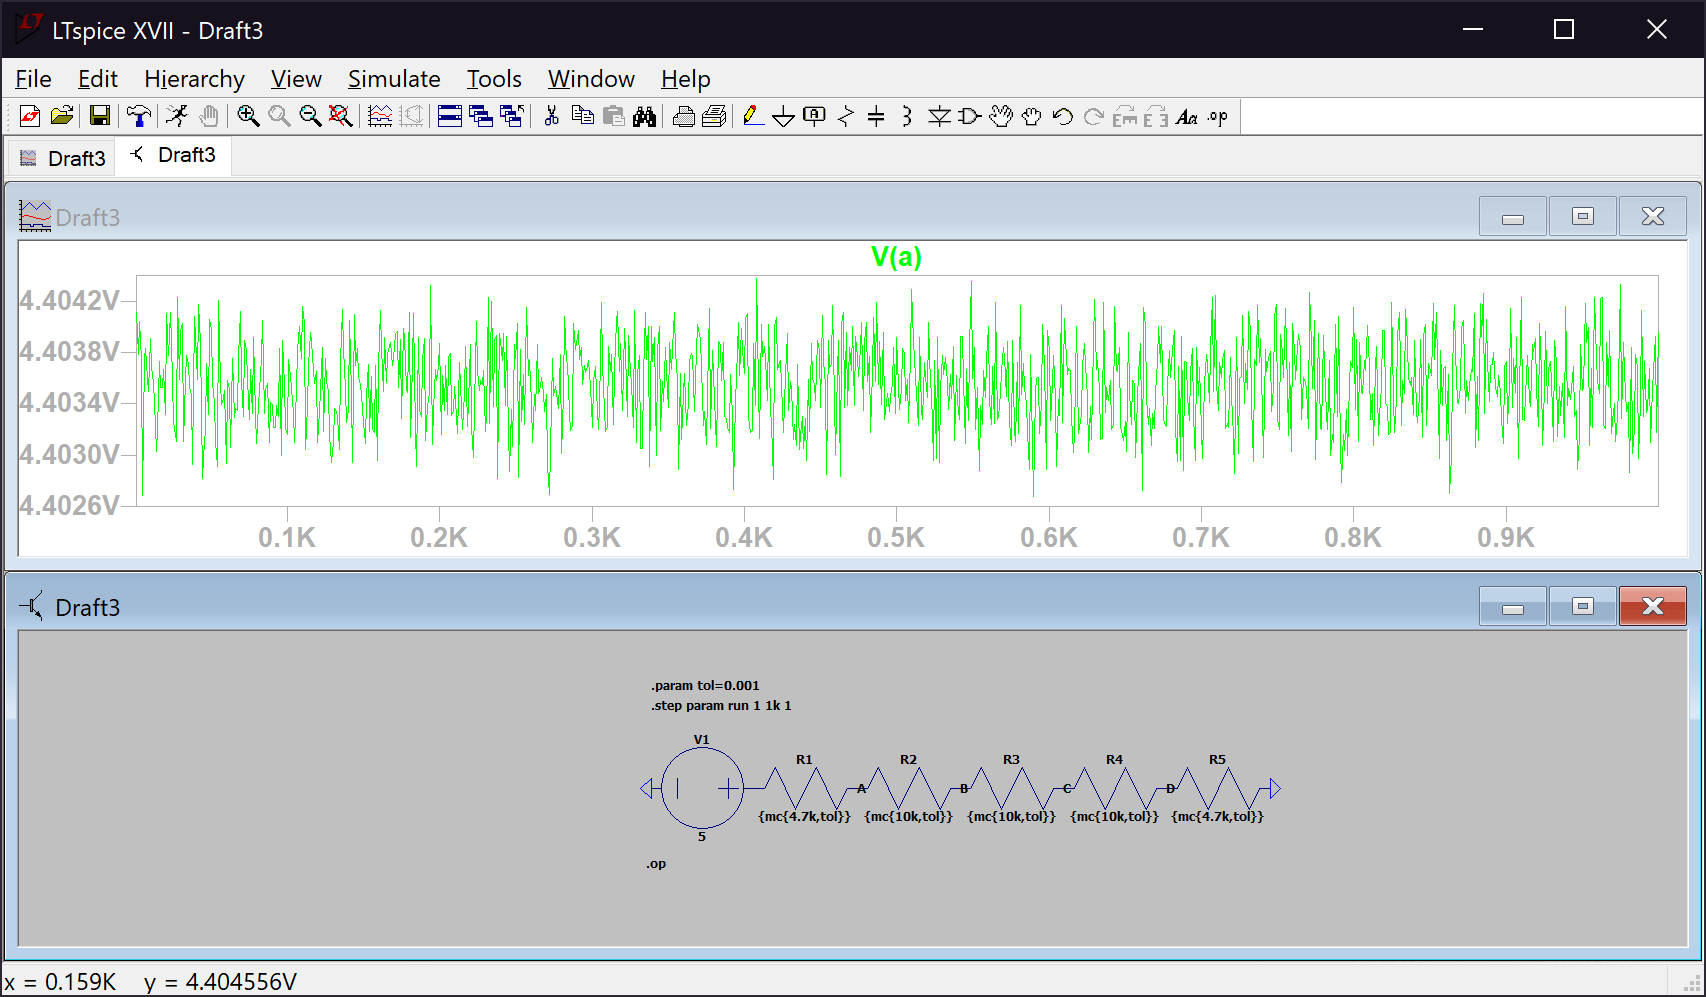 LTspice XVII - Draft3
File Edit Hierarchy View Simulate Tools Window Help
Aa .op
Draft3 Draft3
Draft3
V(a)
4.4042V
4.4038V
4.4034V
4.4030V
4.4026V
0.1K 0.2K 0.3K 0.4K 0.5K 0.6K 0.7K 0.8K 0.9K
Draft3
.param tol=0.001
.step param run 1 1k 1
V1
R1 R2 R3 R4 R5
A B C D
{mc{4.7k,tol}} {mc{10k,tol}} {mc{10k,tol}} {mc{10k,tol}} {mc{4.7k,tol}}
5
.op
x = 0.159K y = 4.404556V